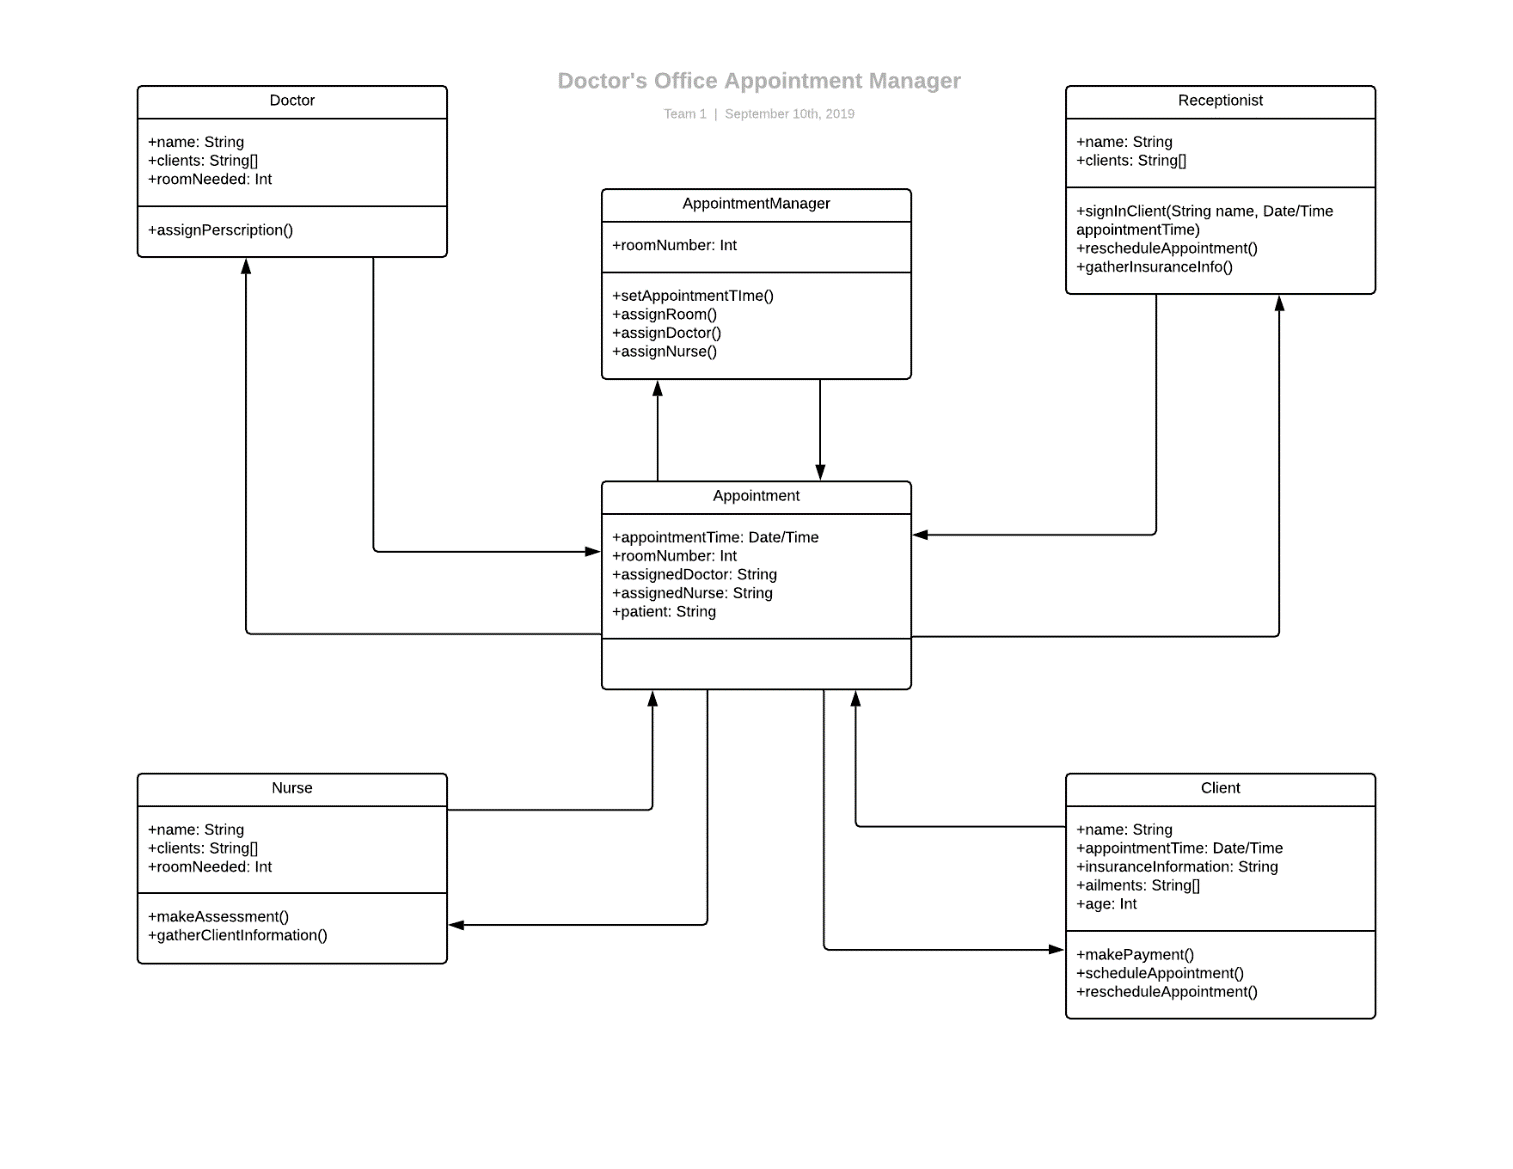 Doctor's Office Appointment Manager
Team 1 | September 10th, 2019
Doctor
+name: String
+clients: String[]
+roomNeeded: Int
+assignPerscription()
AppointmentManager
+roomNumber: Int
+setAppointmentTIme()
+assignRoom()
+assignDoctor()
+assignNurse()
Receptionist
+name: String
+clients: String[]
+signInClient(String name, Date/Time
appointmentTime)
+rescheduleAppointment()
+gatherInsuranceInfo()
Appointment
+appointmentTime: Date/Time
+roomNumber: Int
+assignedDoctor: String
+assignedNurse: String
+patient: String
Nurse
+name: String
+clients: String[]
+roomNeeded: Int
+makeAssessment()
+gatherClientInformation()
Client
+name: String
+appointmentTime: Date/Time
+insuranceInformation: String
+ailments: String[]
+age: Int
+makePayment()
+scheduleAppointment()
+rescheduleAppointment()